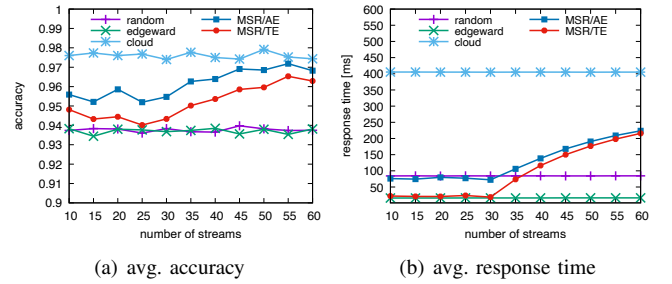 random
edgeward
cloud
MSR/AE
MSR/TE
1
0.99
0.98
0.97
0.96
0.95
0.94
0.93
0.92
0.91
0.9
accuracy
10 15 20 25 30 35 40 45 50 55 60
number of streams
(a) avg. accuracy
random
edgeward
cloud
MSR/AE
MSR/TE
600
550
500
450
400
350
300
250
200
150
100
50
response time [ms]
10 15 20 25 30 35 40 45 50 55 60
number of streams
(b) avg. response time